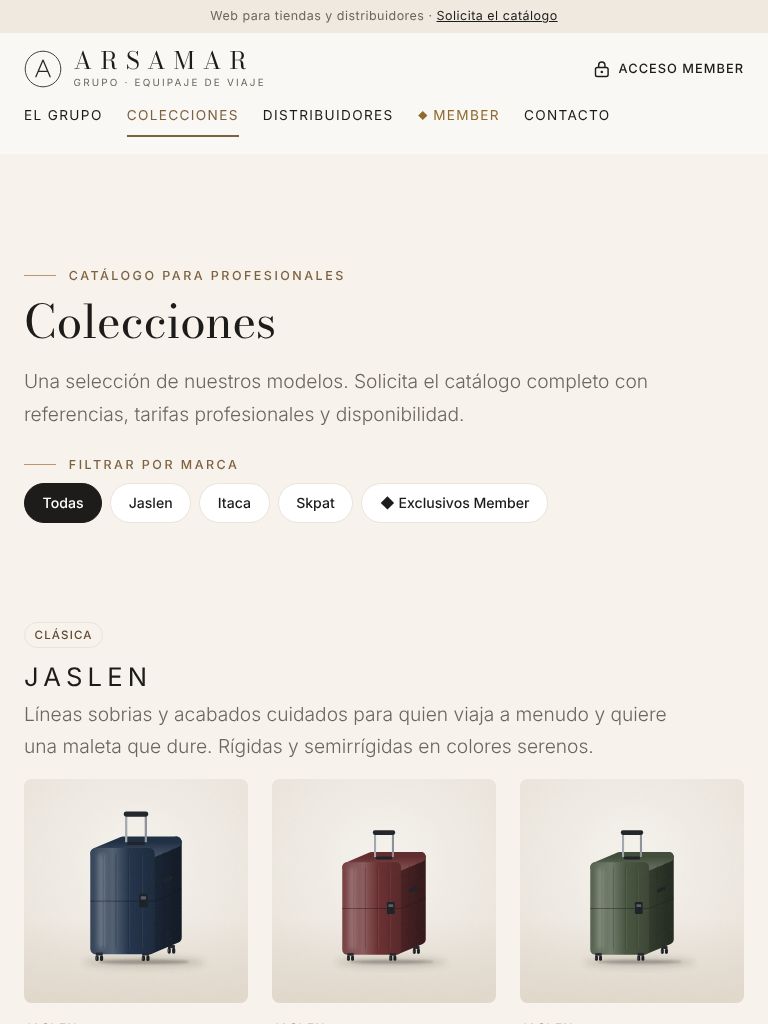 Web para tiendas y distribuidores · Solicita el catálogo
A
ARSAMAR
GRUPO · EQUIPAJE DE VIAJE
ACCESO MEMBER
EL GRUPO COLECCIONES DISTRIBUIDORES ◆ MEMBER CONTACTO
CATÁLOGO PARA PROFESIONALES
Colecciones
Una selección de nuestros modelos. Solicita el catálogo completo con
referencias, tarifas profesionales y disponibilidad.
FILTRAR POR MARCA
Todas Jaslen Itaca Skpat ◆ Exclusivos Member
CLÁSICA
JASLEN
Líneas sobrias y acabados cuidados para quien viaja a menudo y quiere
una maleta que dure. Rígidas y semirrígidas en colores serenos.